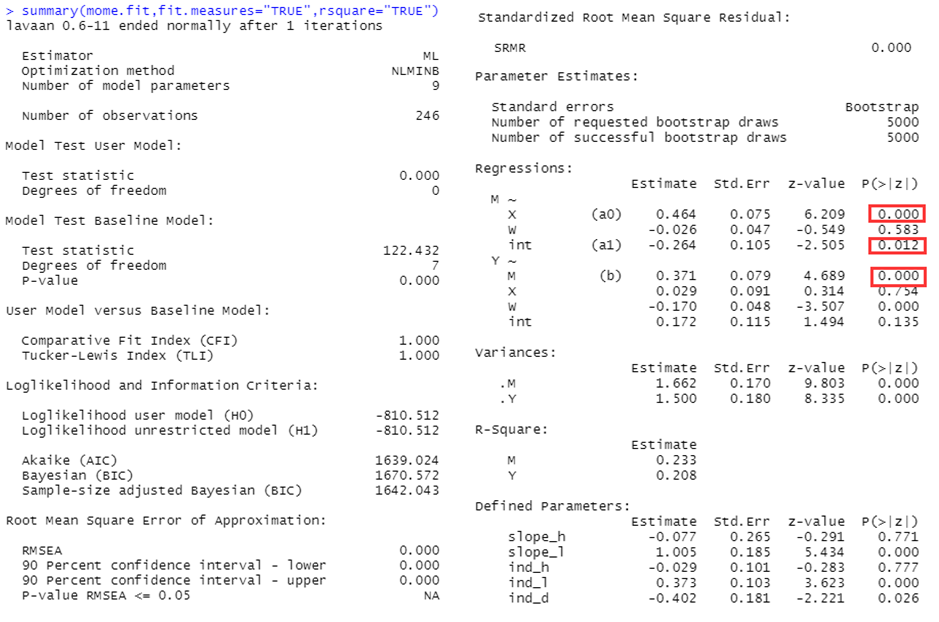 > summary(mome.fit,fit.measures="TRUE",rsquare="TRUE")
lavaan 0.6-11 ended normally after 1 iterations
Estimator ML
Optimization method NLMINB
Number of model parameters 9
Number of observations 246
Model Test User Model:
Test statistic 0.000
Degrees of freedom 0
Model Test Baseline Model:
Test statistic 122.432
Degrees of freedom 7
P-value 0.000
User Model versus Baseline Model:
Comparative Fit Index (CFI) 1.000
Tucker-Lewis Index (TLI) 1.000
Loglikelihood and Information Criteria:
Loglikelihood user model (H0) -810.512
Loglikelihood unrestricted model (H1) -810.512
Akaike (AIC) 1639.024
Bayesian (BIC) 1670.572
Sample-size adjusted Bayesian (BIC) 1642.043
Root Mean Square Error of Approximation:
RMSEA 0.000
90 Percent confidence interval - lower 0.000
90 Percent confidence interval - upper 0.000
P-value RMSEA <= 0.05 NA
Standardized Root Mean Square Residual:
SRMR 0.000
Parameter Estimates:
Standard errors Bootstrap
Number of requested bootstrap draws 5000
Number of successful bootstrap draws 5000
Regressions:
Estimate Std.Err z-value P(>|z|)
M ~
X (a0) 0.464 0.075 6.209 0.000
W -0.026 0.047 -0.549 0.583
int (a1) -0.264 0.105 -2.505 0.012
Y ~
M (b) 0.371 0.079 4.689 0.000
X 0.029 0.091 0.314 0.754
W -0.170 0.048 -3.507 0.000
int 0.172 0.115 1.494 0.135
Variances:
Estimate Std.Err z-value P(>|z|)
.M 1.662 0.170 9.803 0.000
.Y 1.500 0.180 8.335 0.000
R-Square:
Estimate
M 0.233
Y 0.208
Defined Parameters:
Estimate Std.Err z-value P(>|z|)
slope_h -0.077 0.265 -0.291 0.771
slope_l 1.005 0.185 5.434 0.000
ind_h -0.029 0.101 -0.283 0.777
ind_l 0.373 0.103 3.623 0.000
ind_d -0.402 0.181 -2.221 0.026